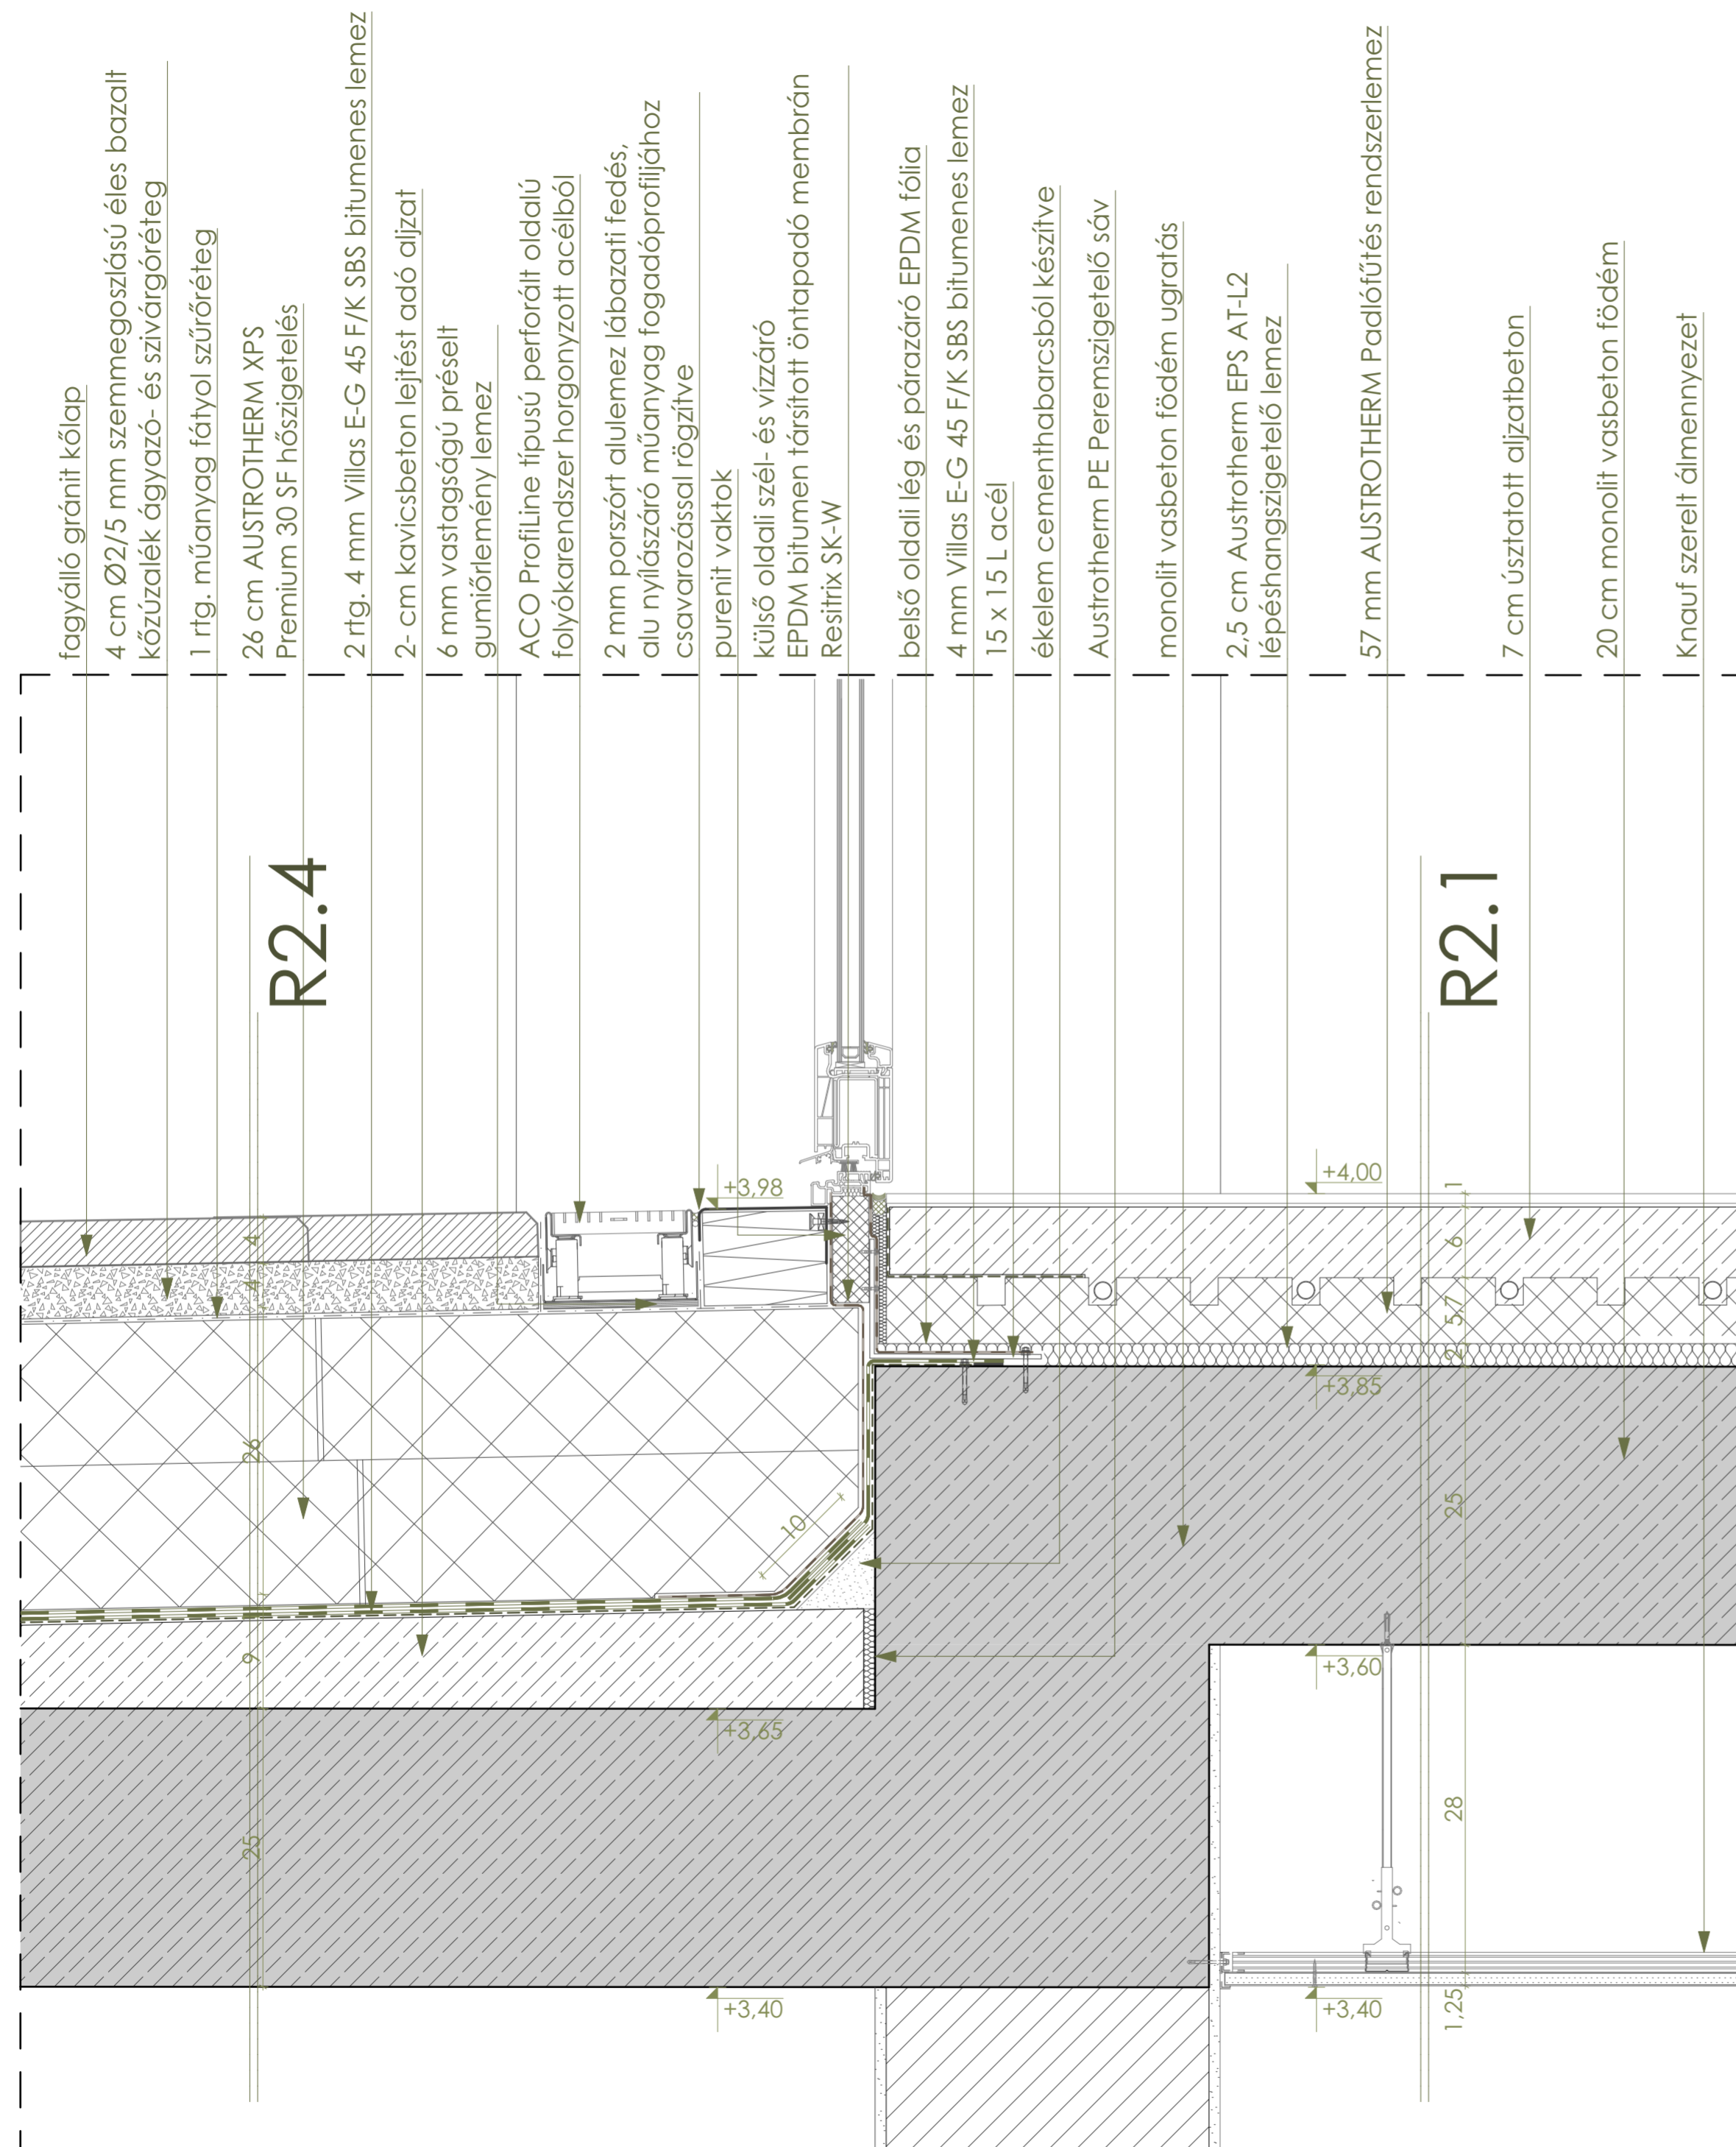 fagyálló gránit kőlap
4 cm Ø2/5 mm szemmegoszlású éles bazalt
kőzúzalék ágyazó- és szivárgóréteg
1 rtg. műanyag fátyol szűrőréteg
26 cm AUSTROTHERM XPS
Premium 30 SF hőszigetelés
2 rtg. 4 mm Villas E-G 45 F/K SBS bitumenes lemez
2- cm kavicsbeton lejtést adó aljzat
6 mm vastagságú préselt
gumiőrlemény lemez
ACO ProfiLine típusú perforált oldalú
folyókarendszer horgonyzott acélból
2 mm porszórt alulemez lábazati fedés,
alu nyílászáró műanyag fogadóprofiljához
csavarozással rögzítve
purenit vaktok
külső oldali szél- és vízzáró
EPDM bitumen társított öntapadó membrán
Resitrix SK-W
belső oldali lég és párazáró EPDM fólia
4 mm Villas E-G 45 F/K SBS bitumenes lemez
15 x 15 L acél
ékelem cementhabarcsból készítve
Austrotherm PE Peremszigetelő sáv
monolit vasbeton födém ugratás
2,5 cm Austrotherm EPS AT-L2
lépéshangszigetelő lemez
57 mm AUSTROTHERM Padlófűtés rendszerlemez
7 cm úsztatott aljzatbeton
20 cm monolit vasbeton födém
Knauf szerelt álmennyezet
R2.4
R2.1
+3,98
+4,00
1
4
4
6
5,7
2
+3,85
26
25
10
9
+3,60
+3,65
25
28
+3,40
+3,40
1,25